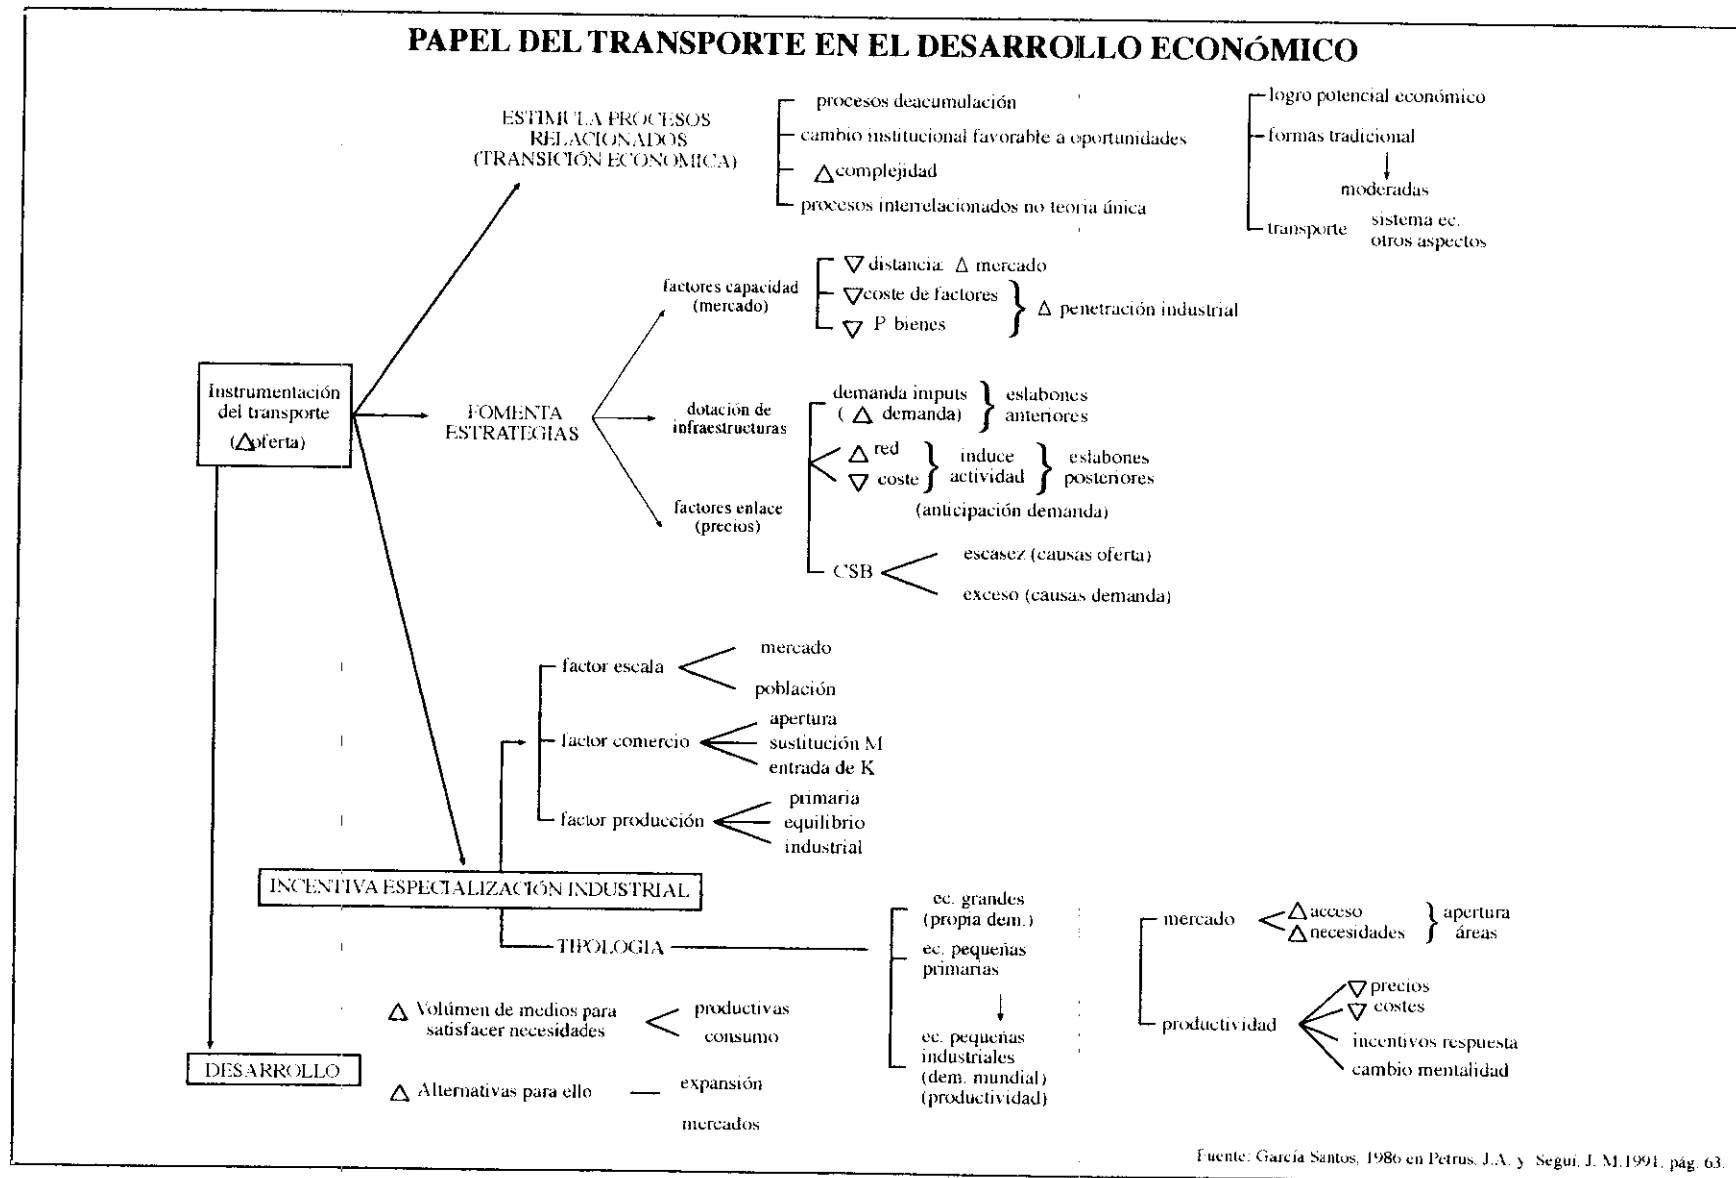 PAPEL DEL TRANSPORTE EN EL DESARROLLO ECONÓMICO
ESTIMULA PROCESOS
RELACIONADOS
(TRANSICIÓN ECONOMICA)
procesos deacumulación
cambio institucional favorable a oportunidades
△ complejidad
procesos interrelacionados no teoria única
logro potencial económico
formas tradicional
moderadas
transporte
sistema ec.
otros aspectos
Instrumentación
del transporte
(△oferta)
FOMENTA
ESTRATEGIAS
factores capacidad
(mercado)
▽ distancia: △ mercado
▽ coste de factores
▽ P bienes
△ penetración industrial
dotación de
infraestructuras
demanda imputs
( △ demanda)
eslabones
anteriores
△ red
▽ coste
induce
actividad
eslabones
posteriores
(anticipación demanda)
factores enlace
(precios)
CSB
escasez (causas oferta)
exceso (causas demanda)
factor escala
mercado
población
factor comercio
apertura
sustitución M
entrada de K
factor producción
primaria
equilibrio
industrial
INCENTIVA ESPECIALIZACIÓN INDUSTRIAL
TIPOLOGIA
ec. grandes
(propia dem.)
ec. pequeñas
primarias
ec. pequeñas
industriales
(dem. mundial)
(productividad)
mercado
△ acceso
△ necesidades
apertura
áreas
productividad
▽ precios
▽ costes
incentivos respuesta
cambio mentalidad
DESARROLLO
△ Volúmen de medios para
satisfacer necesidades
productivas
consumo
△ Alternativas para ello
expansión
mercados
Fuente: García Santos, 1986 en Petrus, J.A. y Seguí, J. M.1991, pág. 63.